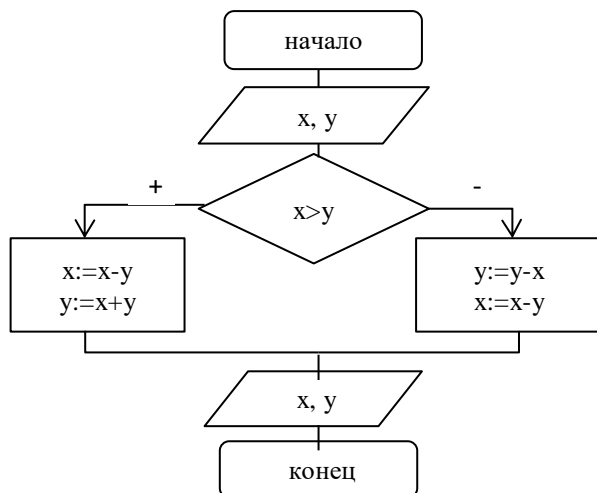 начало
x, y
+
-
x>y
x:=x-y
y:=x+y
y:=y-x
x:=x-y
x, y
конец